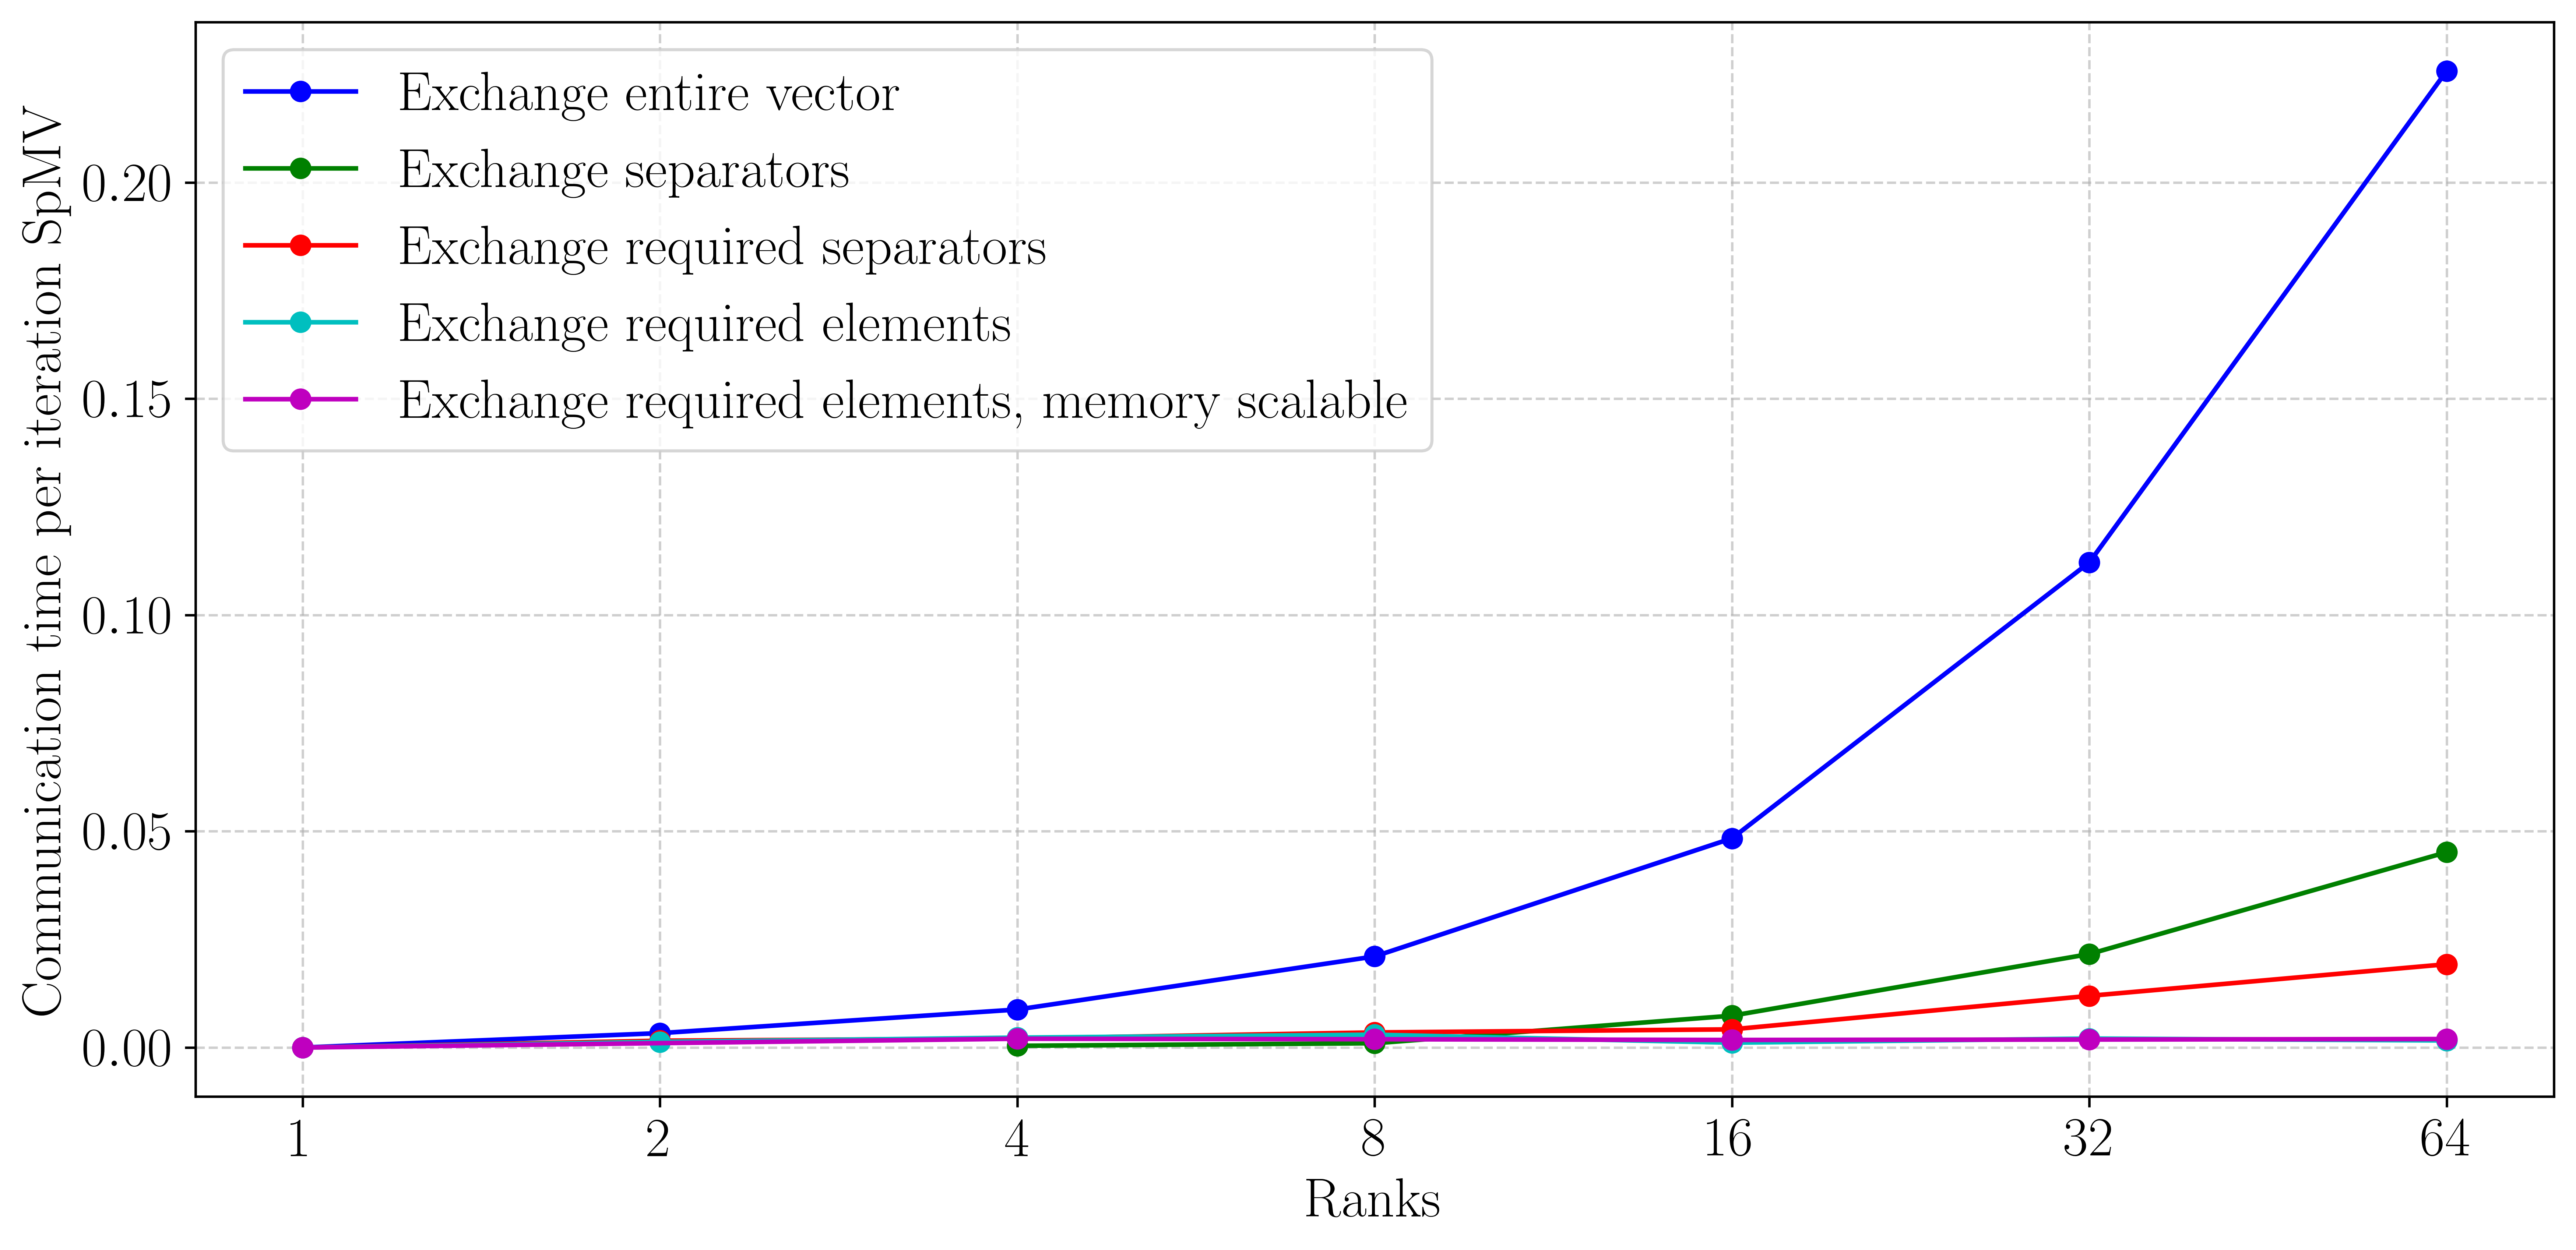 Exchange entire vector
Exchange separators
Exchange required separators
Exchange required elements
Exchange required elements, memory scalable
Communication time per iteration SpMV
0.20
0.15
0.10
0.05
0.00
1 2 4 8 16 32 64
Ranks